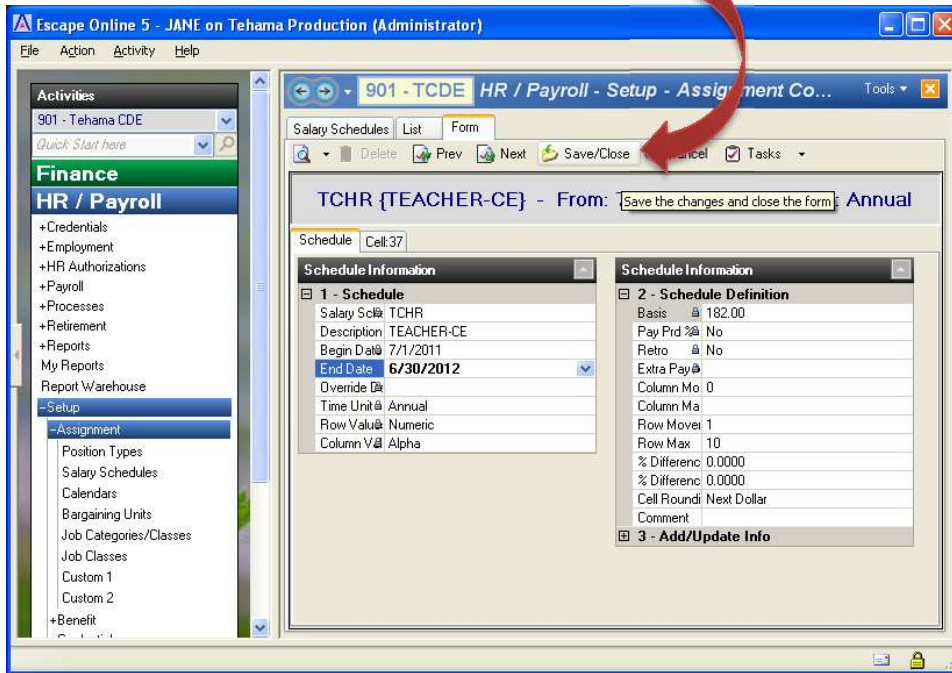 Escape Online 5 - JANE on Tehama Production (Administrator)
File Action Activity Help
Activities
901 - Tehama CDE
Quick Start here
Finance
HR / Payroll
+Credentials
+Employment
+HR Authorizations
+Payroll
+Processes
+Retirement
+Reports
My Reports
Report Warehouse
-Setup
-Assignment
Position Types
Salary Schedules
Calendars
Bargaining Units
Job Categories/Classes
Job Classes
Custom 1
Custom 2
+Benefit
901 - TCDE HR / Payroll - Setup - Assignment Co...
Tools
Salary Schedules List Form
Delete Prev Next Save/Close Tasks
TCHR {TEACHER-CE} - From: Annual
Save the changes and close the form
Schedule Cell:37
Schedule Information
1 - Schedule
Salary Sch TCHR
Description TEACHER-CE
Begin Date 7/1/2011
End Date 6/30/2012
Override
Time Unit Annual
Row Value Numeric
Column V Alpha
Schedule Information
2 - Schedule Definition
Basis 182.00
Pay Prd % No
Retro No
Extra Pay
Column Mo 0
Column Ma
Row Mover 1
Row Max 10
% Differenc 0.0000
% Differenc 0.0000
Cell Roundi Next Dollar
Comment
3 - Add/Update Info